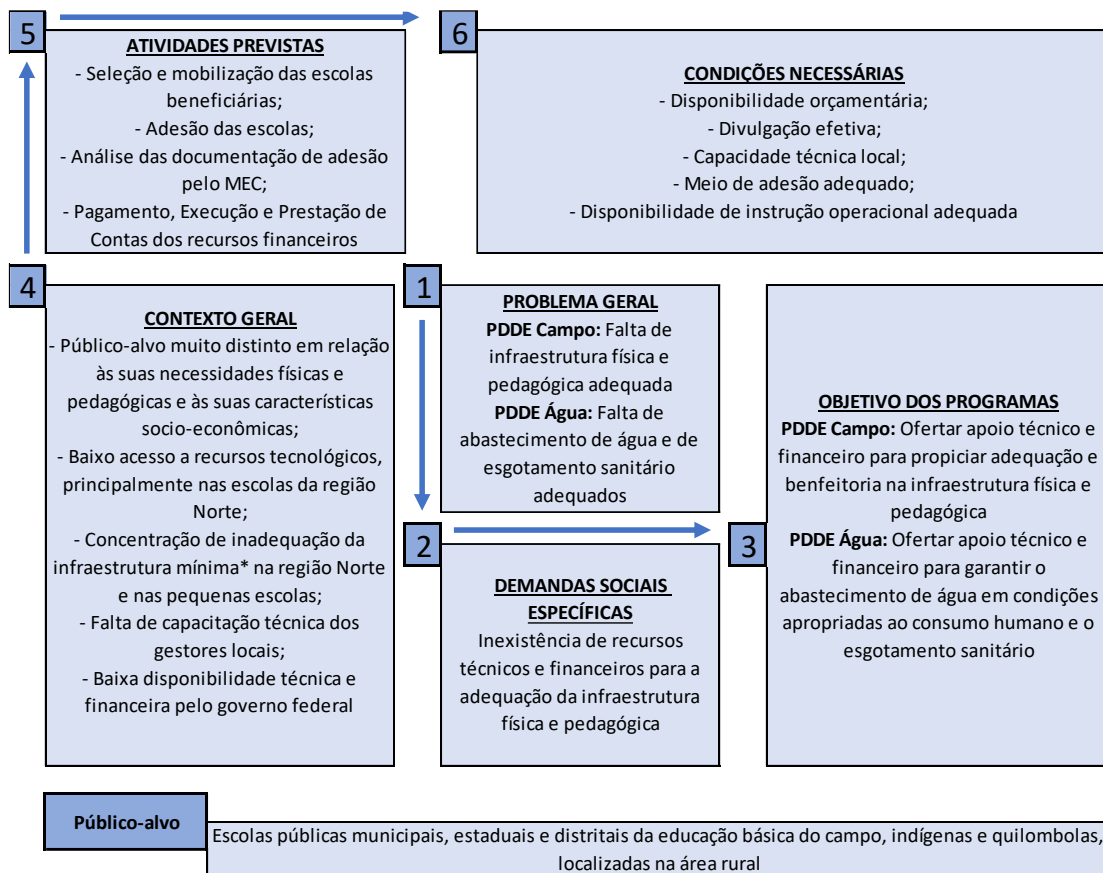 5
ATIVIDADES PREVISTAS
- Seleção e mobilização das escolas
beneficiárias;
- Adesão das escolas;
- Análise das documentação de adesão
pelo MEC;
- Pagamento, Execução e Prestação de
Contas dos recursos financeiros
6
CONDIÇÕES NECESSÁRIAS
- Disponibilidade orçamentária;
- Divulgação efetiva;
- Capacidade técnica local;
- Meio de adesão adequado;
- Disponibilidade de instrução operacional adequada
4
CONTEXTO GERAL
- Público-alvo muito distinto em relação
às suas necessidades físicas e
pedagógicas e às suas características
socio-econômicas;
- Baixo acesso a recursos tecnológicos,
principalmente nas escolas da região
Norte;
- Concentração de inadequação da
infraestrutura mínima* na região Norte
e nas pequenas escolas;
- Falta de capacitação técnica dos
gestores locais;
- Baixa disponibilidade técnica e
financeira pelo governo federal
1
PROBLEMA GERAL
PDDE Campo: Falta de
infraestrutura física e
pedagógica adequada
PDDE Água: Falta de
abastecimento de água e de
esgotamento sanitário
adequados
2
DEMANDAS SOCIAIS
ESPECÍFICAS
Inexistência de recursos
técnicos e financeiros para a
adequação da infraestrutura
física e pedagógica
3
OBJETIVO DOS PROGRAMAS
PDDE Campo: Ofertar apoio técnico e
financeiro para propiciar adequação e
benfeitoria na infraestrutura física e
pedagógica
PDDE Água: Ofertar apoio técnico e
financeiro para garantir o
abastecimento de água em condições
apropriadas ao consumo humano e o
esgotamento sanitário
Público-alvo
Escolas públicas municipais, estaduais e distritais da educação básica do campo, indígenas e quilombolas,
localizadas na área rural